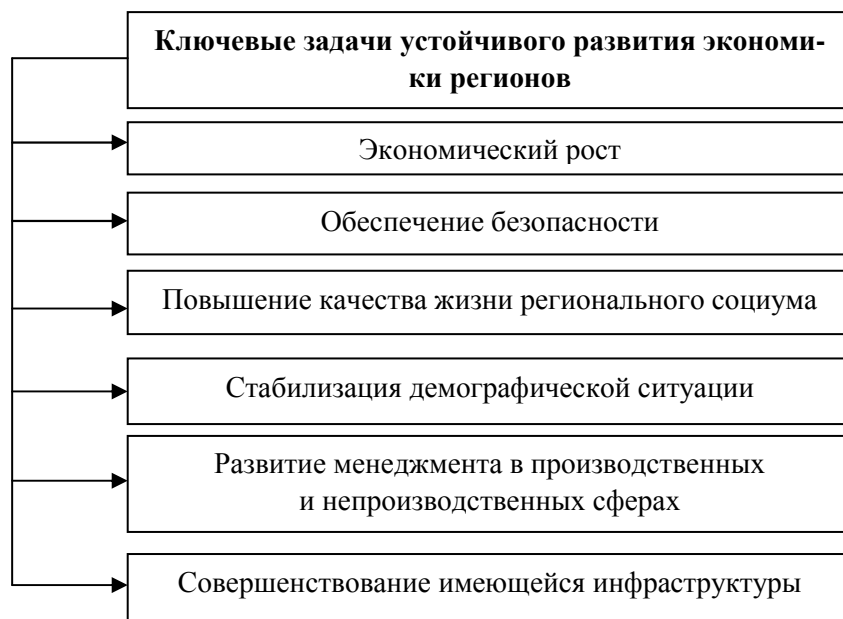 Ключевые задачи устойчивого развития экономи-
ки регионов
Экономический рост
Обеспечение безопасности
Повышение качества жизни регионального социума
Стабилизация демографической ситуации
Развитие менеджмента в производственных
и непроизводственных сферах
Совершенствование имеющейся инфраструктуры